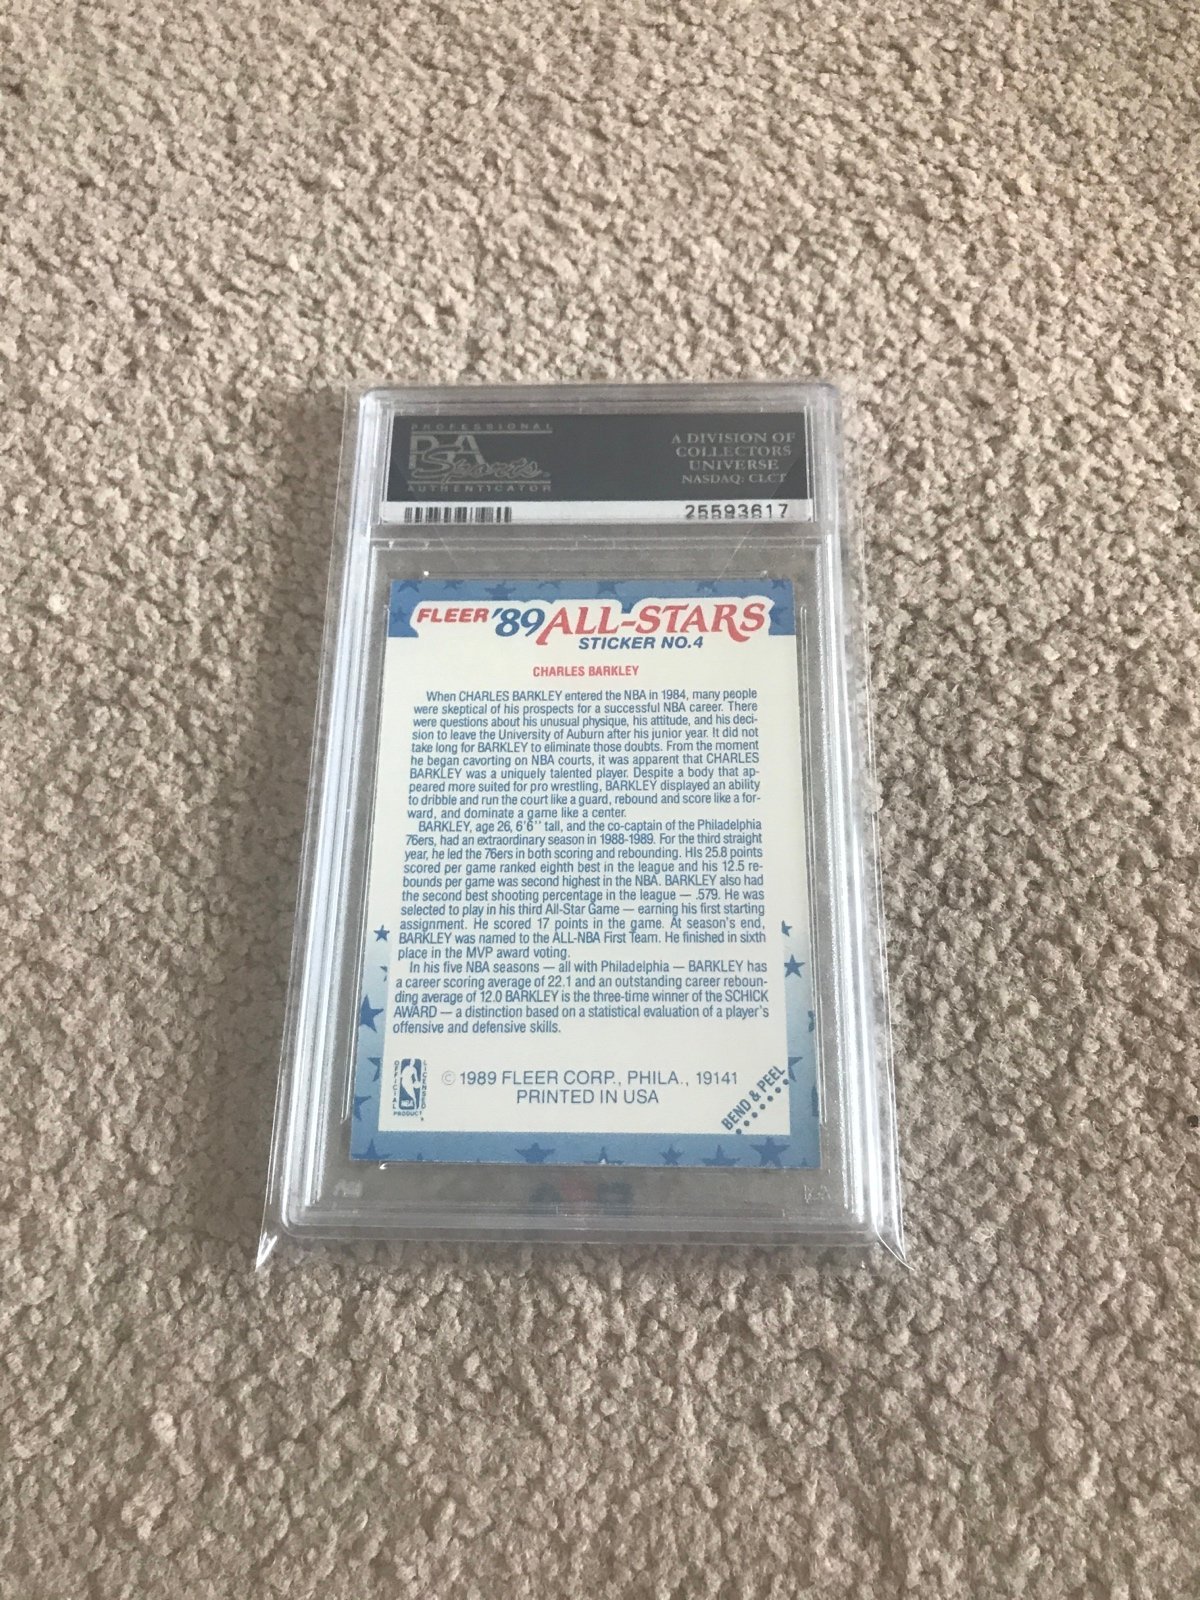 PROFESSIONAL
PSA
Sports
AUTHENTICATOR
A DIVISION OF
COLLECTORS
UNIVERSE
NASDAQ: CLCT
25593617
FLEER '89 ALL-STARS
STICKER NO.4
CHARLES BARKLEY
When CHARLES BARKLEY entered the NBA in 1984, many people
were skeptical of his prospects for a successful NBA career. There
were questions about his unusual physique, his attitude, and his deci-
sion to leave the University of Auburn after his junior year. It did not
take long for BARKLEY to eliminate those doubts. From the moment
he began cavorting on NBA courts, it was apparent that CHARLES
BARKLEY was a uniquely talented player. Despite a body that ap-
peared more suited for pro wrestling, BARKLEY displayed an ability
to dribble and run the court like a guard, rebound and score like a for-
ward, and dominate a game like a center.
BARKLEY, age 26, 6'6'' tall, and the co-captain of the Philadelphia
76ers, had an extraordinary season in 1988-1989. For the third straight
year, he led the 76ers in both scoring and rebounding. His 25.8 points
scored per game ranked eighth best in the league and his 12.5 re-
bounds per game was second highest in the NBA. BARKLEY also had
the second best shooting percentage in the league — .579. He was
selected to play in his third All-Star Game — earning his first starting
assignment. He scored 17 points in the game. At season's end,
BARKLEY was named to the ALL-NBA First Team. He finished in sixth
place in the MVP award voting.
In his five NBA seasons — all with Philadelphia — BARKLEY has
a career scoring average of 22.1 and an outstanding career reboun-
ding average of 12.0 BARKLEY is the three-time winner of the SCHICK
AWARD — a distinction based on a statistical evaluation of a player's
offensive and defensive skills.
OFFICIAL
LICENSED
NBA
PRODUCT
© 1989 FLEER CORP., PHILA., 19141
PRINTED IN USA
BEND & PEEL